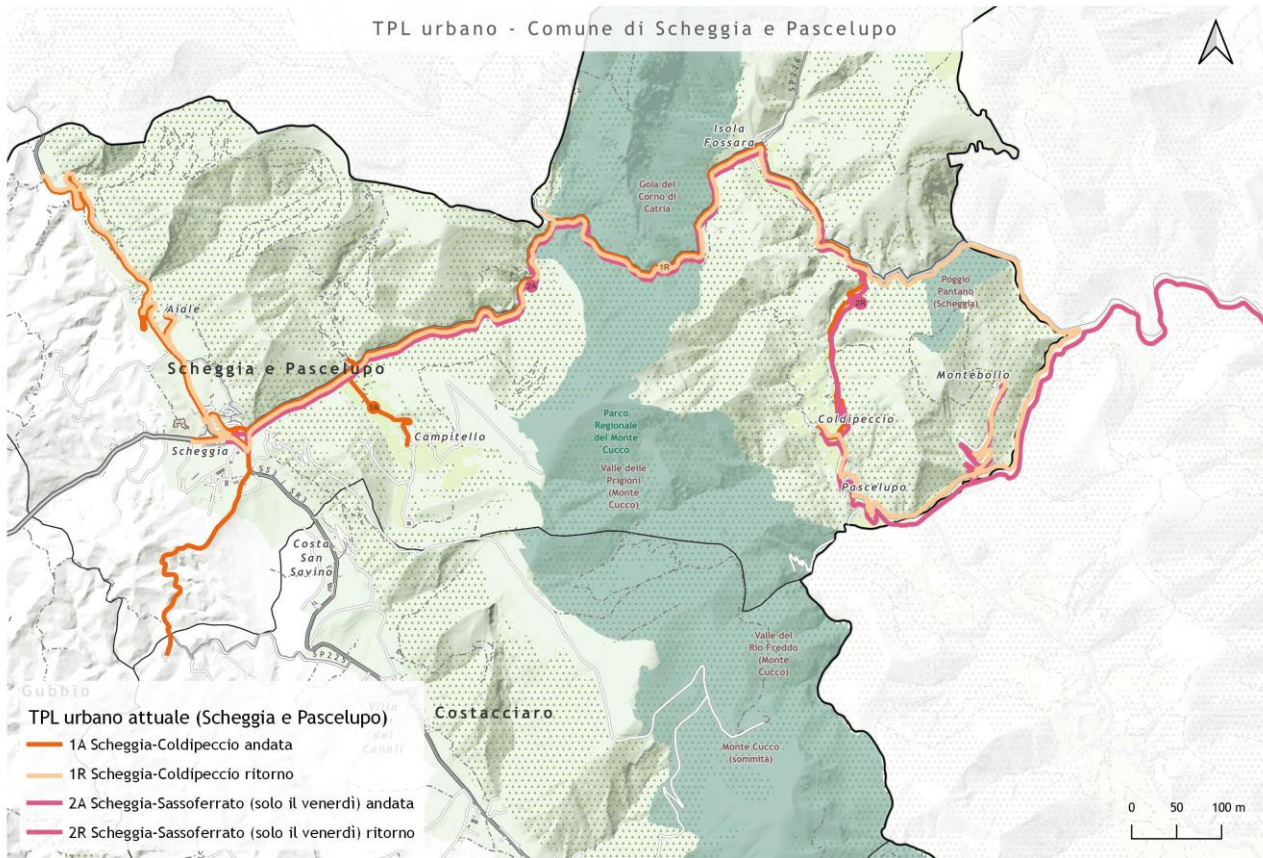 TPL urbano - Comune di Scheggia e Pascelupo
SP226
Isola
Fossara
Gola del
Corno di
Catria
1R
2A
2R
Aiale
Poggio
Pantano
(Scheggia)
Scheggia e Pascelupo
Montebollo
1A
Campitello
Coldipeccio
Parco
Regionale
del Monte
Cucco
Scheggia
Valle delle
Prigioni
(Monte
Cucco)
SS3 / SR3
Pascelupo
Costa
San
Savino
SP225
Valle del
Rio Freddo
(Monte
Cucco)
Gubbio
Villa
dei
Canali
Costacciaro
Monte Cucco
(sommità)
TPL urbano attuale (Scheggia e Pascelupo)
1A Scheggia-Coldipeccio andata
1R Scheggia-Coldipeccio ritorno
2A Scheggia-Sassoferrato (solo il venerdì) andata
2R Scheggia-Sassoferrato (solo il venerdì) ritorno
0 50 100 m